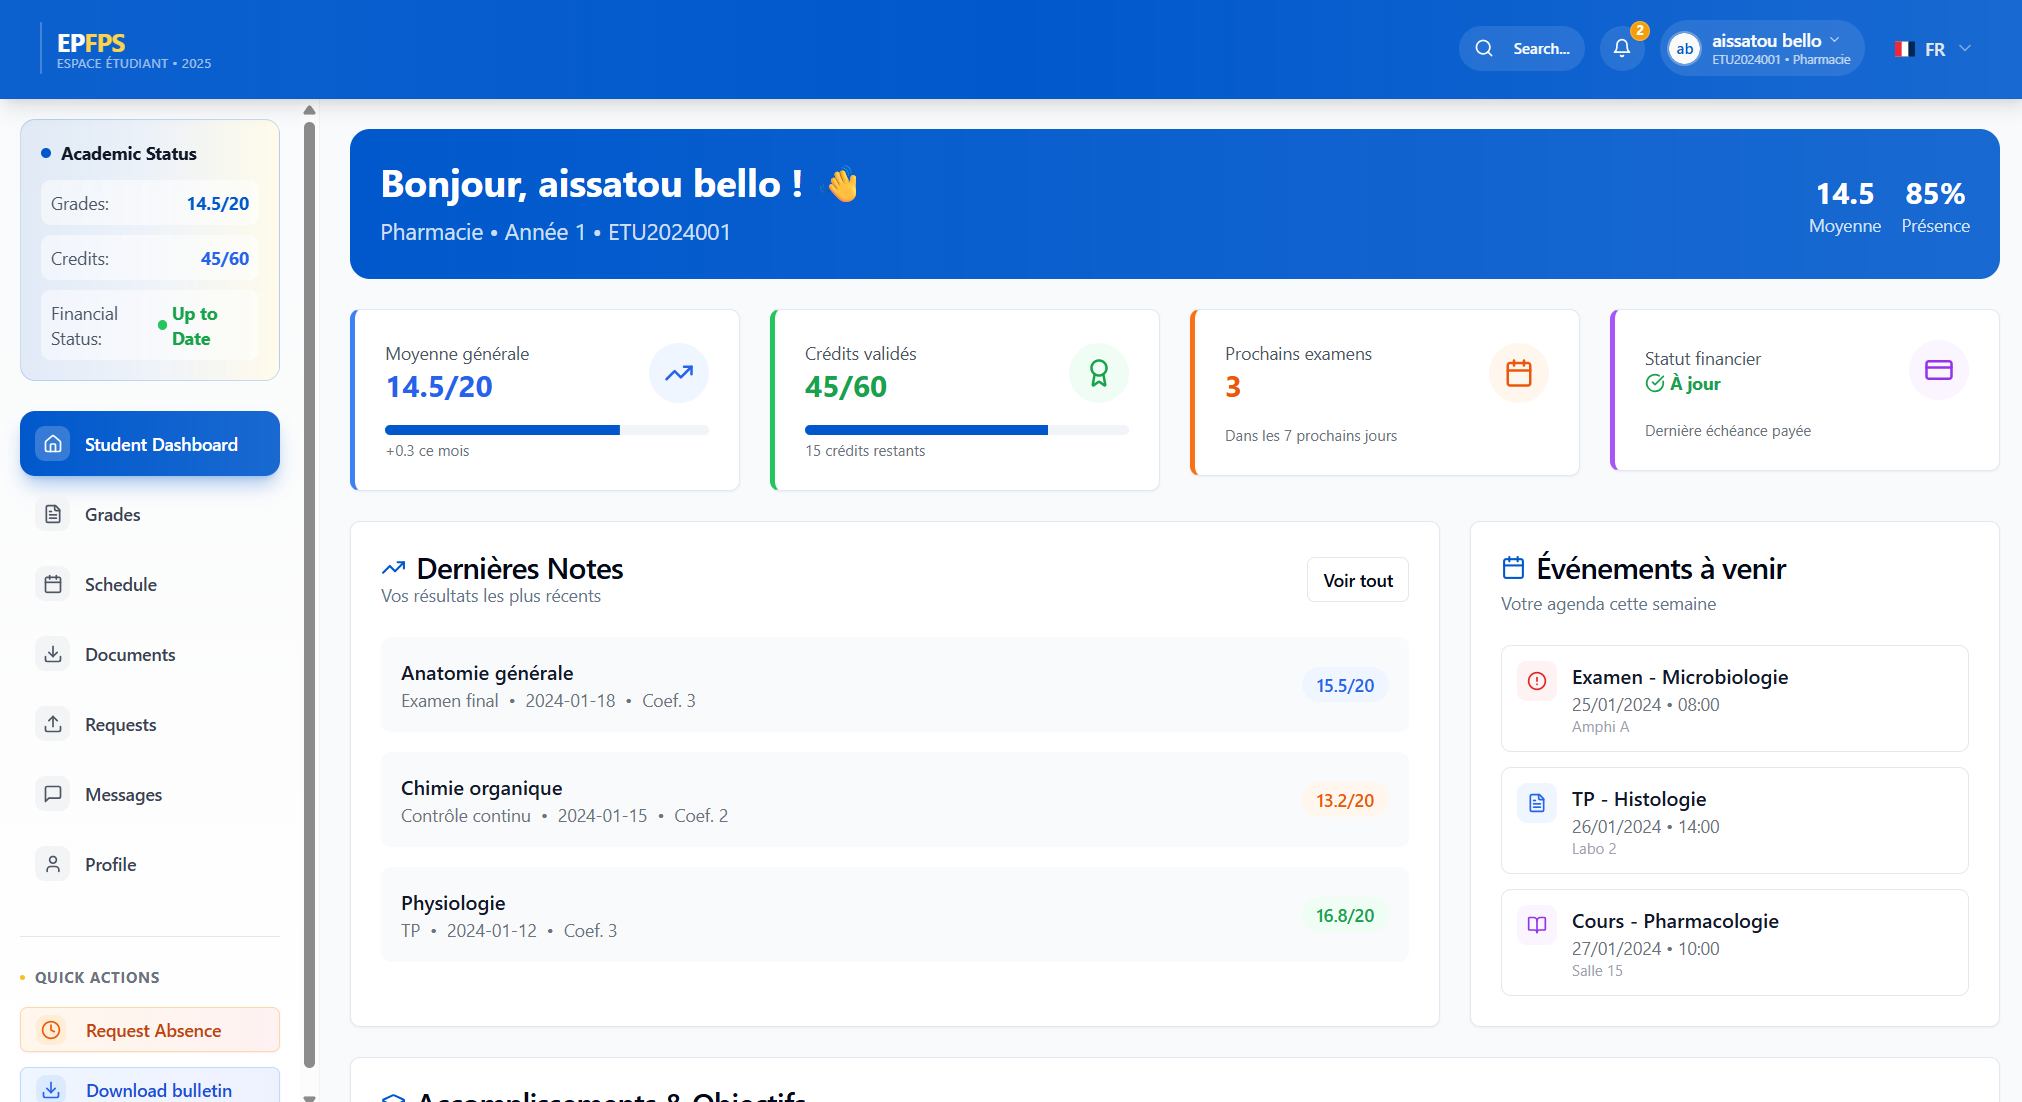 EPFPS
ESPACE ÉTUDIANT • 2025
Search...
2
ab
aissatou bello
ETU2024001 • Pharmacie
FR
Academic Status
Grades: 14.5/20
Credits: 45/60
Financial Status: Up to Date
Student Dashboard
Grades
Schedule
Documents
Requests
Messages
Profile
QUICK ACTIONS
Request Absence
Download bulletin
Bonjour, aissatou bello ! 👋
Pharmacie • Année 1 • ETU2024001
14.5
Moyenne
85%
Présence
Moyenne générale
14.5/20
+0.3 ce mois
Crédits validés
45/60
15 crédits restants
Prochains examens
3
Dans les 7 prochains jours
Statut financier
À jour
Dernière échéance payée
Dernières Notes
Vos résultats les plus récents
Voir tout
Anatomie générale
Examen final • 2024-01-18 • Coef. 3
15.5/20
Chimie organique
Contrôle continu • 2024-01-15 • Coef. 2
13.2/20
Physiologie
TP • 2024-01-12 • Coef. 3
16.8/20
Événements à venir
Votre agenda cette semaine
Examen - Microbiologie
25/01/2024 • 08:00
Amphi A
TP - Histologie
26/01/2024 • 14:00
Labo 2
Cours - Pharmacologie
27/01/2024 • 10:00
Salle 15
Accomplissements & Objectifs